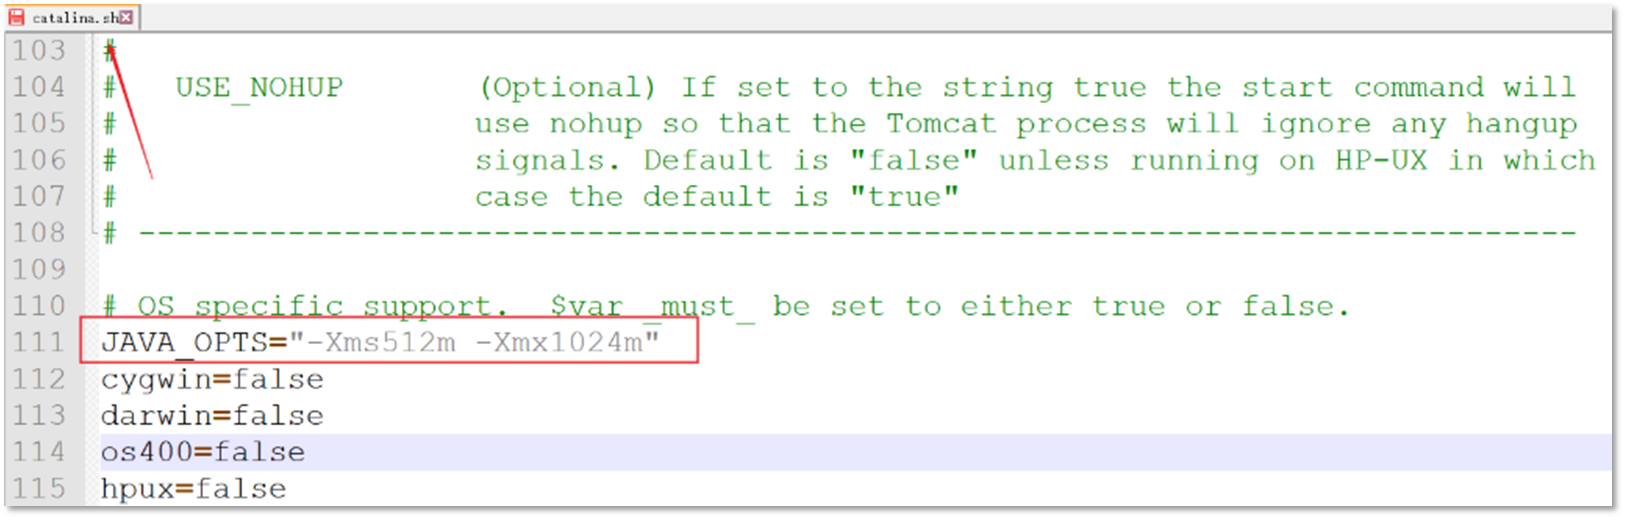 catalina.sh
103 #
104 # USE_NOHUP (Optional) If set to the string true the start command will
105 # use nohup so that the Tomcat process will ignore any hangup
106 # signals. Default is "false" unless running on HP-UX in which
107 # case the default is "true"
108 # -----------------------------------------------------------------------------
109
110 # OS specific support. $var _must_ be set to either true or false.
111 JAVA_OPTS="-Xms512m -Xmx1024m"
112 cygwin=false
113 darwin=false
114 os400=false
115 hpux=false